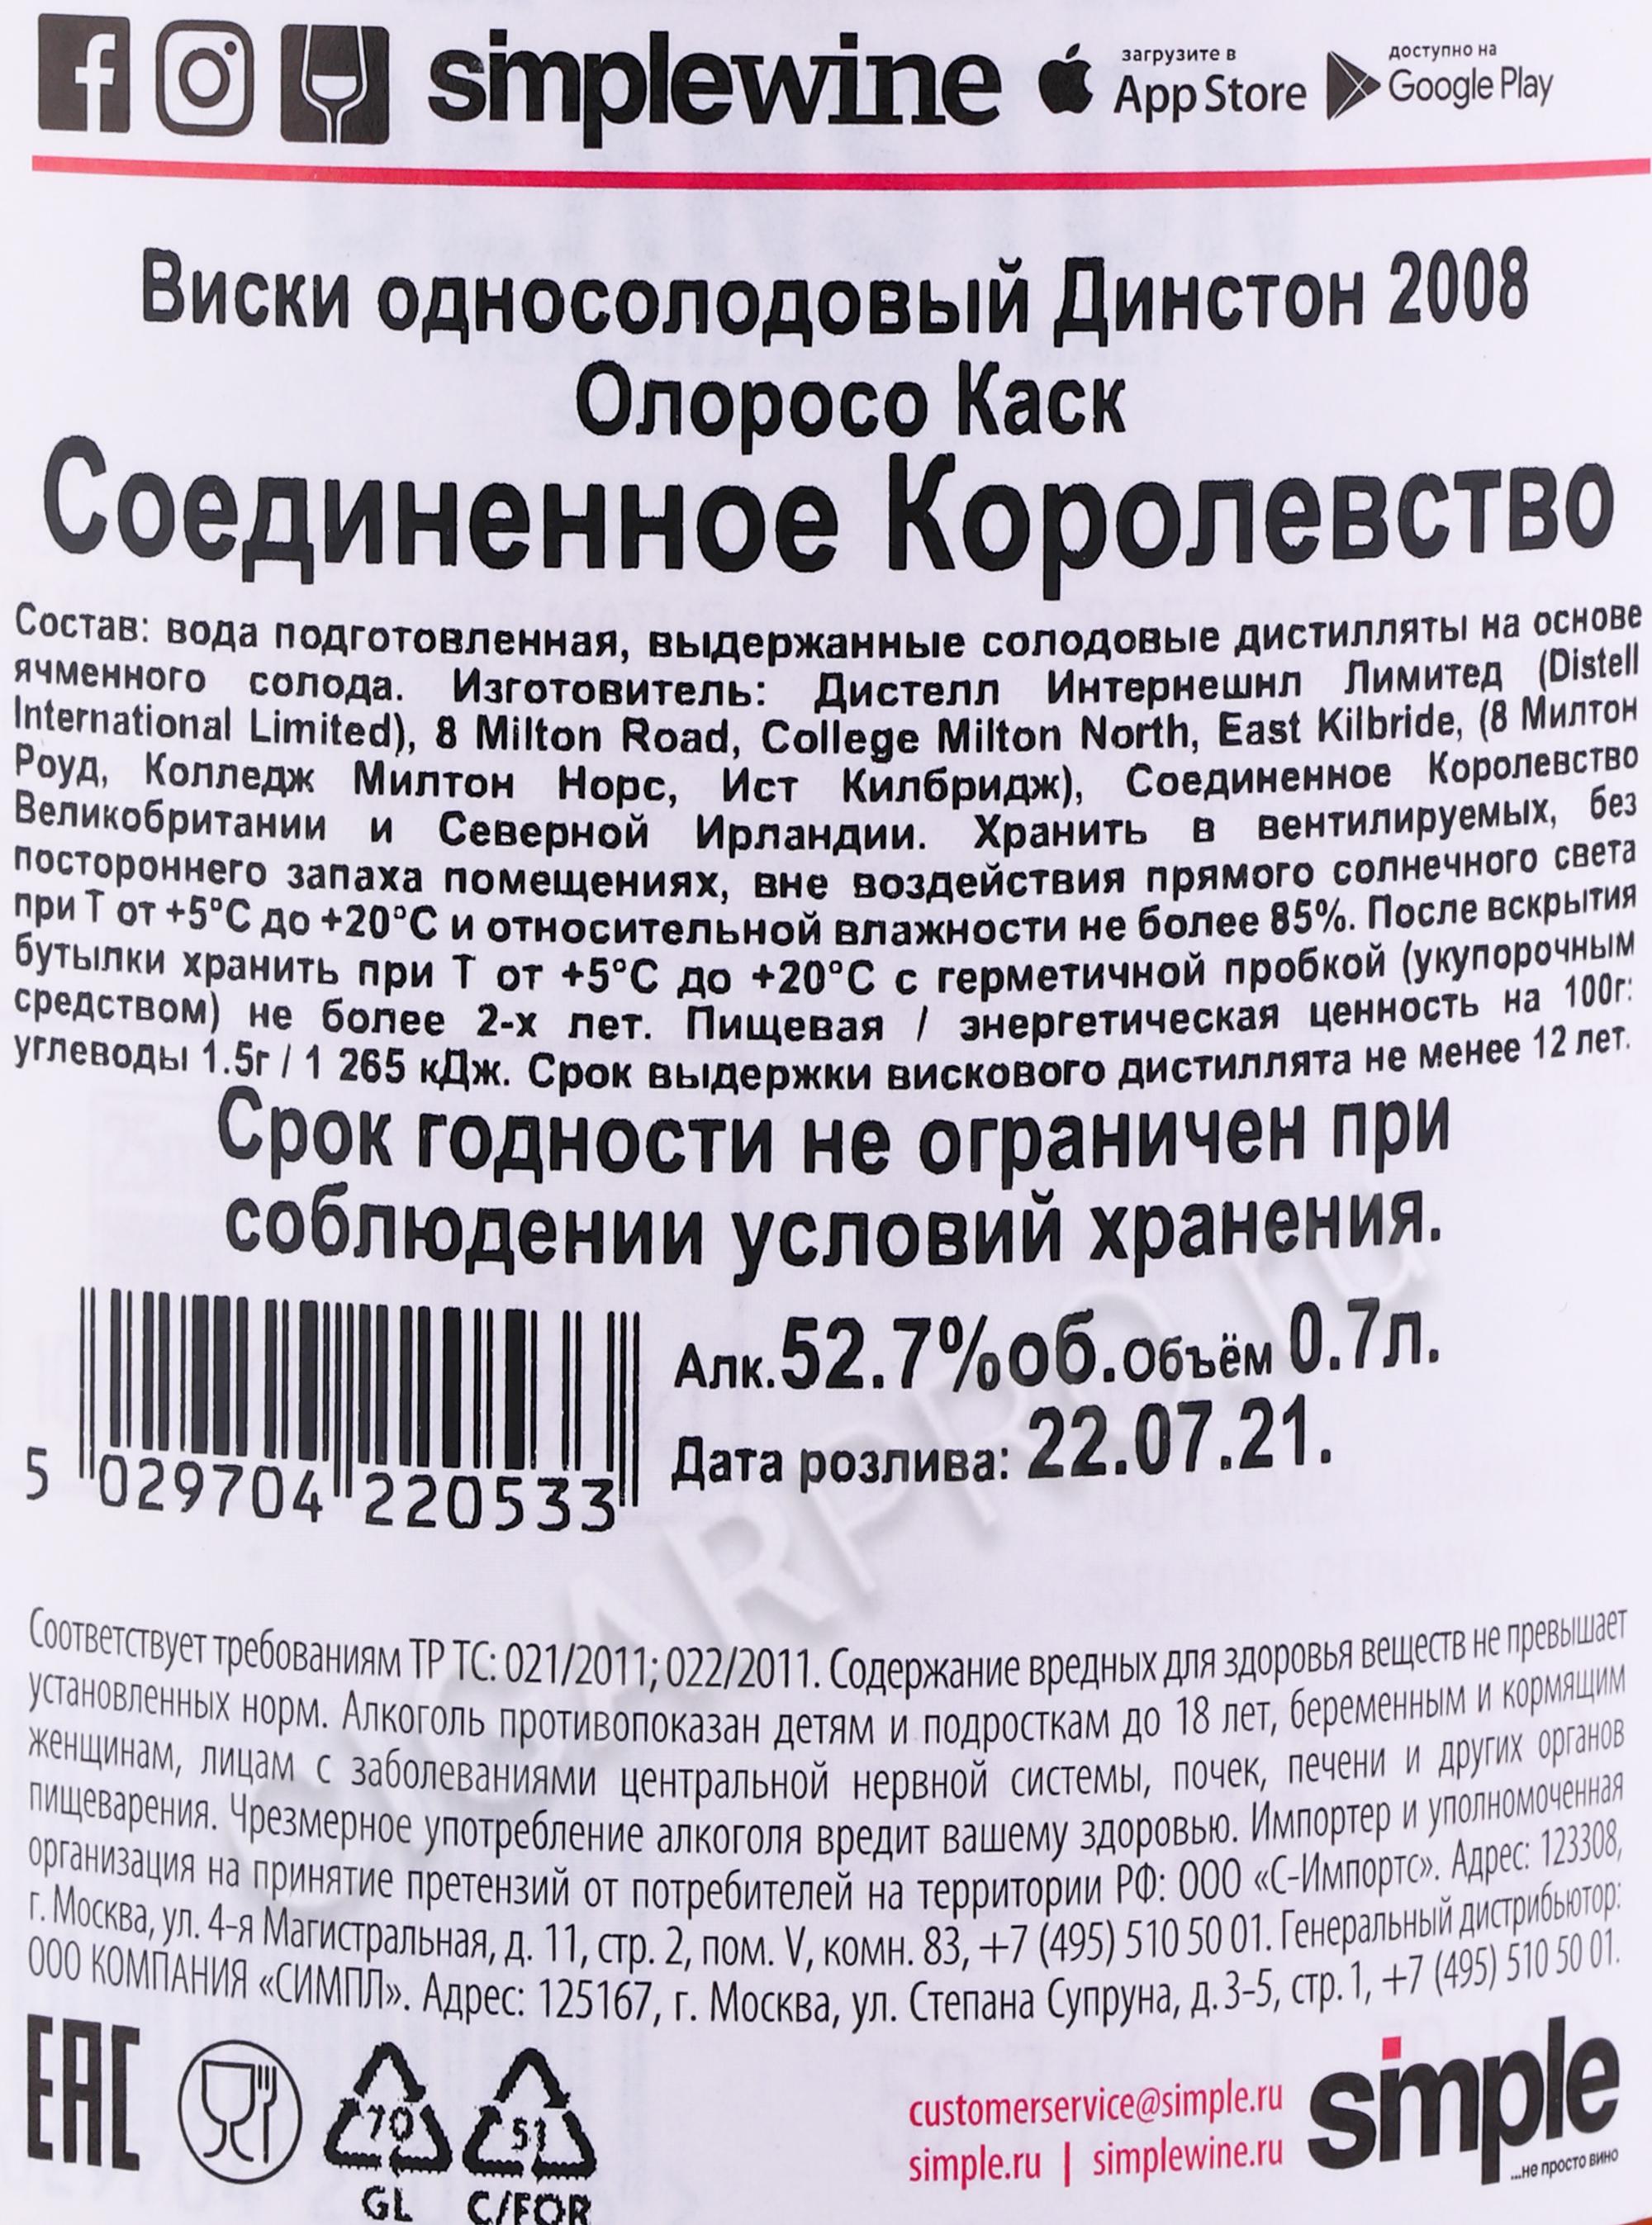 simplewine
загрузите в
App Store
доступно на
Google Play
Виски односолодовый Динстон 2008
Олоросо Каск
Соединенное Королевство
Состав: вода подготовленная, выдержанные солодовые дистилляты на основе
ячменного солода. Изготовитель: Дистелл Интернешнл Лимитед (Distell
International Limited), 8 Milton Road, College Milton North, East Kilbride, (8 Милтон
Роуд, Колледж Милтон Норс, Ист Килбридж), Соединенное Королевство
Великобритании и Северной Ирландии. Хранить в вентилируемых, без
постороннего запаха помещениях, вне воздействия прямого солнечного света
при Т от +5°С до +20°С и относительной влажности не более 85%. После вскрытия
бутылки хранить при Т от +5°С до +20°С с герметичной пробкой (укупорочным
средством) не более 2-х лет. Пищевая / энергетическая ценность на 100г:
углеводы 1.5г / 1 265 кДж. Срок выдержки вискового дистиллята не менее 12 лет.
Срок годности не ограничен при
соблюдении условий хранения.
Алк.52.7%об.Объём 0.7л.
Дата розлива: 22.07.21.
5 029704 220533
CIGARPRO.ru
Соответствует требованиям ТР ТС: 021/2011; 022/2011. Содержание вредных для здоровья веществ не превышает
установленных норм. Алкоголь противопоказан детям и подросткам до 18 лет, беременным и кормящим
женщинам, лицам с заболеваниями центральной нервной системы, почек, печени и других органов
пищеварения. Чрезмерное употребление алкоголя вредит вашему здоровью. Импортер и уполномоченная
организация на принятие претензий от потребителей на территории РФ: ООО «С-Импортс». Адрес: 123308,
г. Москва, ул. 4-я Магистральная, д. 11, стр. 2, пом. V, комн. 83, +7 (495) 510 50 01. Генеральный дистрибьютор:
ООО КОМПАНИЯ «СИМПЛ». Адрес: 125167, г. Москва, ул. Степана Супруна, д. 3-5, стр. 1, +7 (495) 510 50 01.
EAC
70
GL
51
C/FOR
customerservice@simple.ru
simple.ru | simplewine.ru
simple
...не просто вино